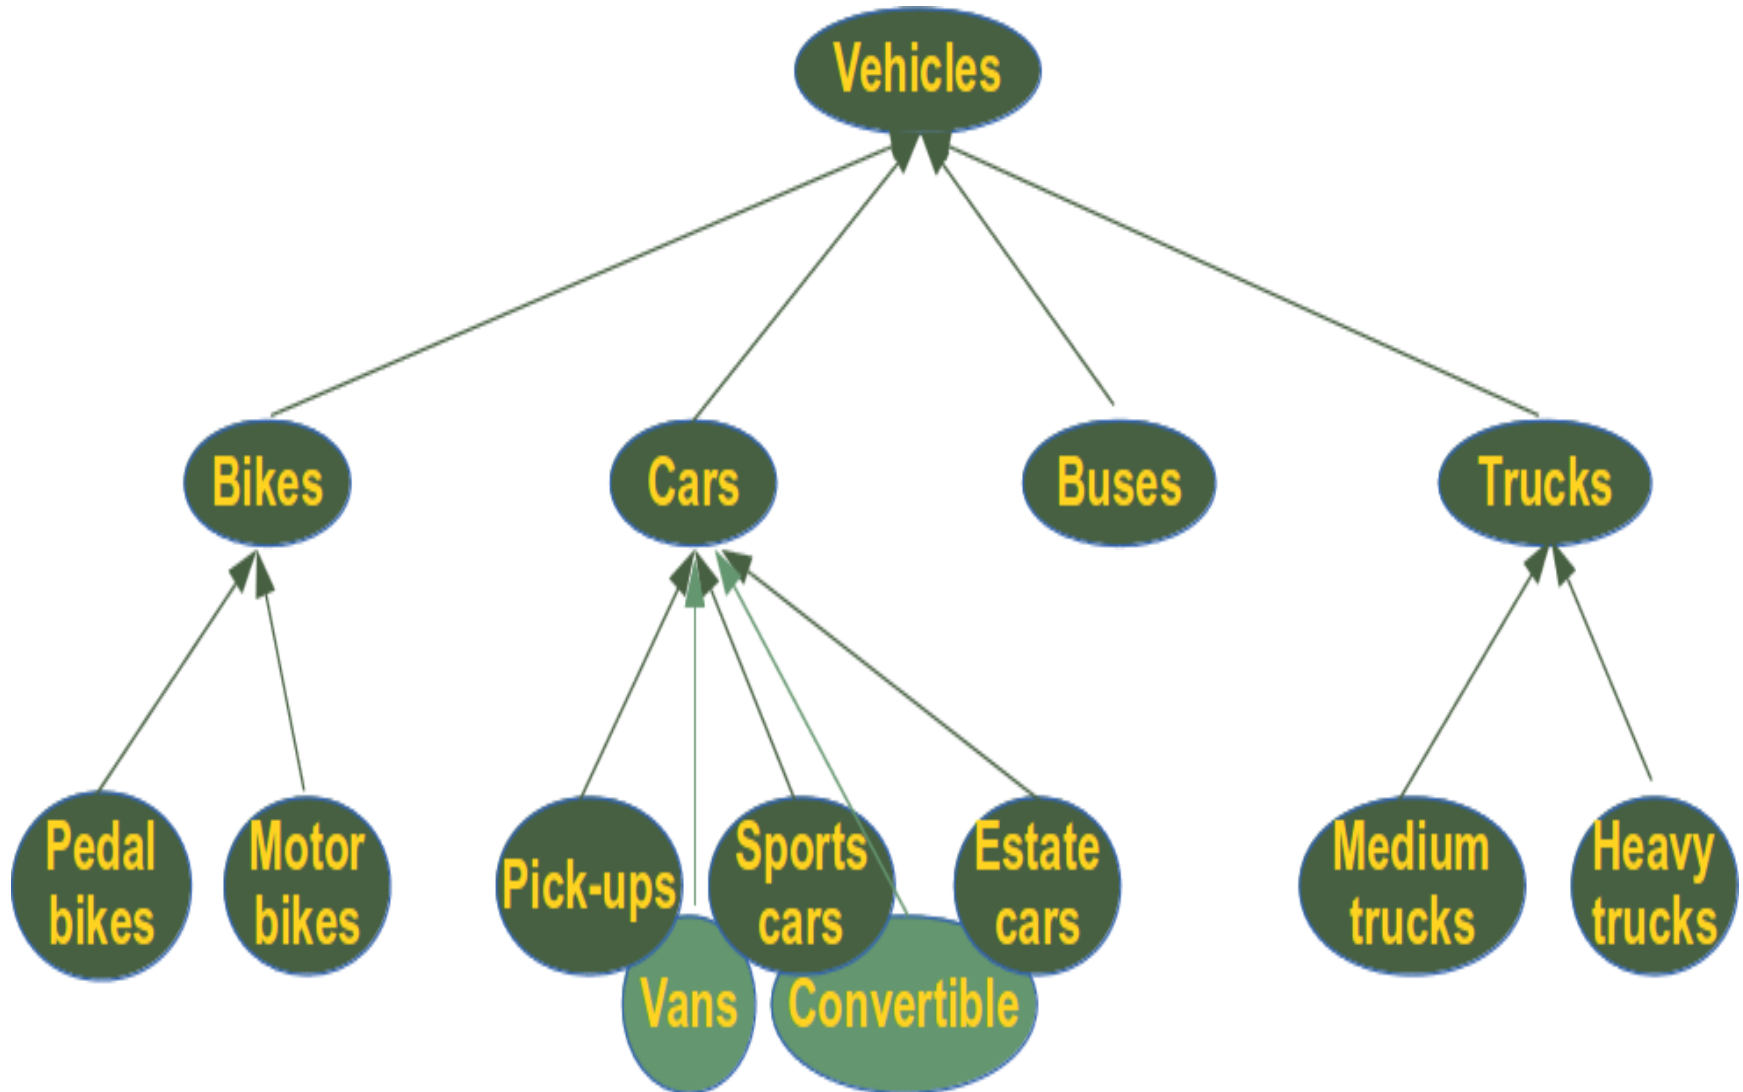 Vehicles
Bikes
Cars
Buses
Trucks
Pedal
bikes
Motor
bikes
Pick-ups
Sports
cars
Estate
cars
Medium
trucks
Heavy
trucks
Vans
Convertible